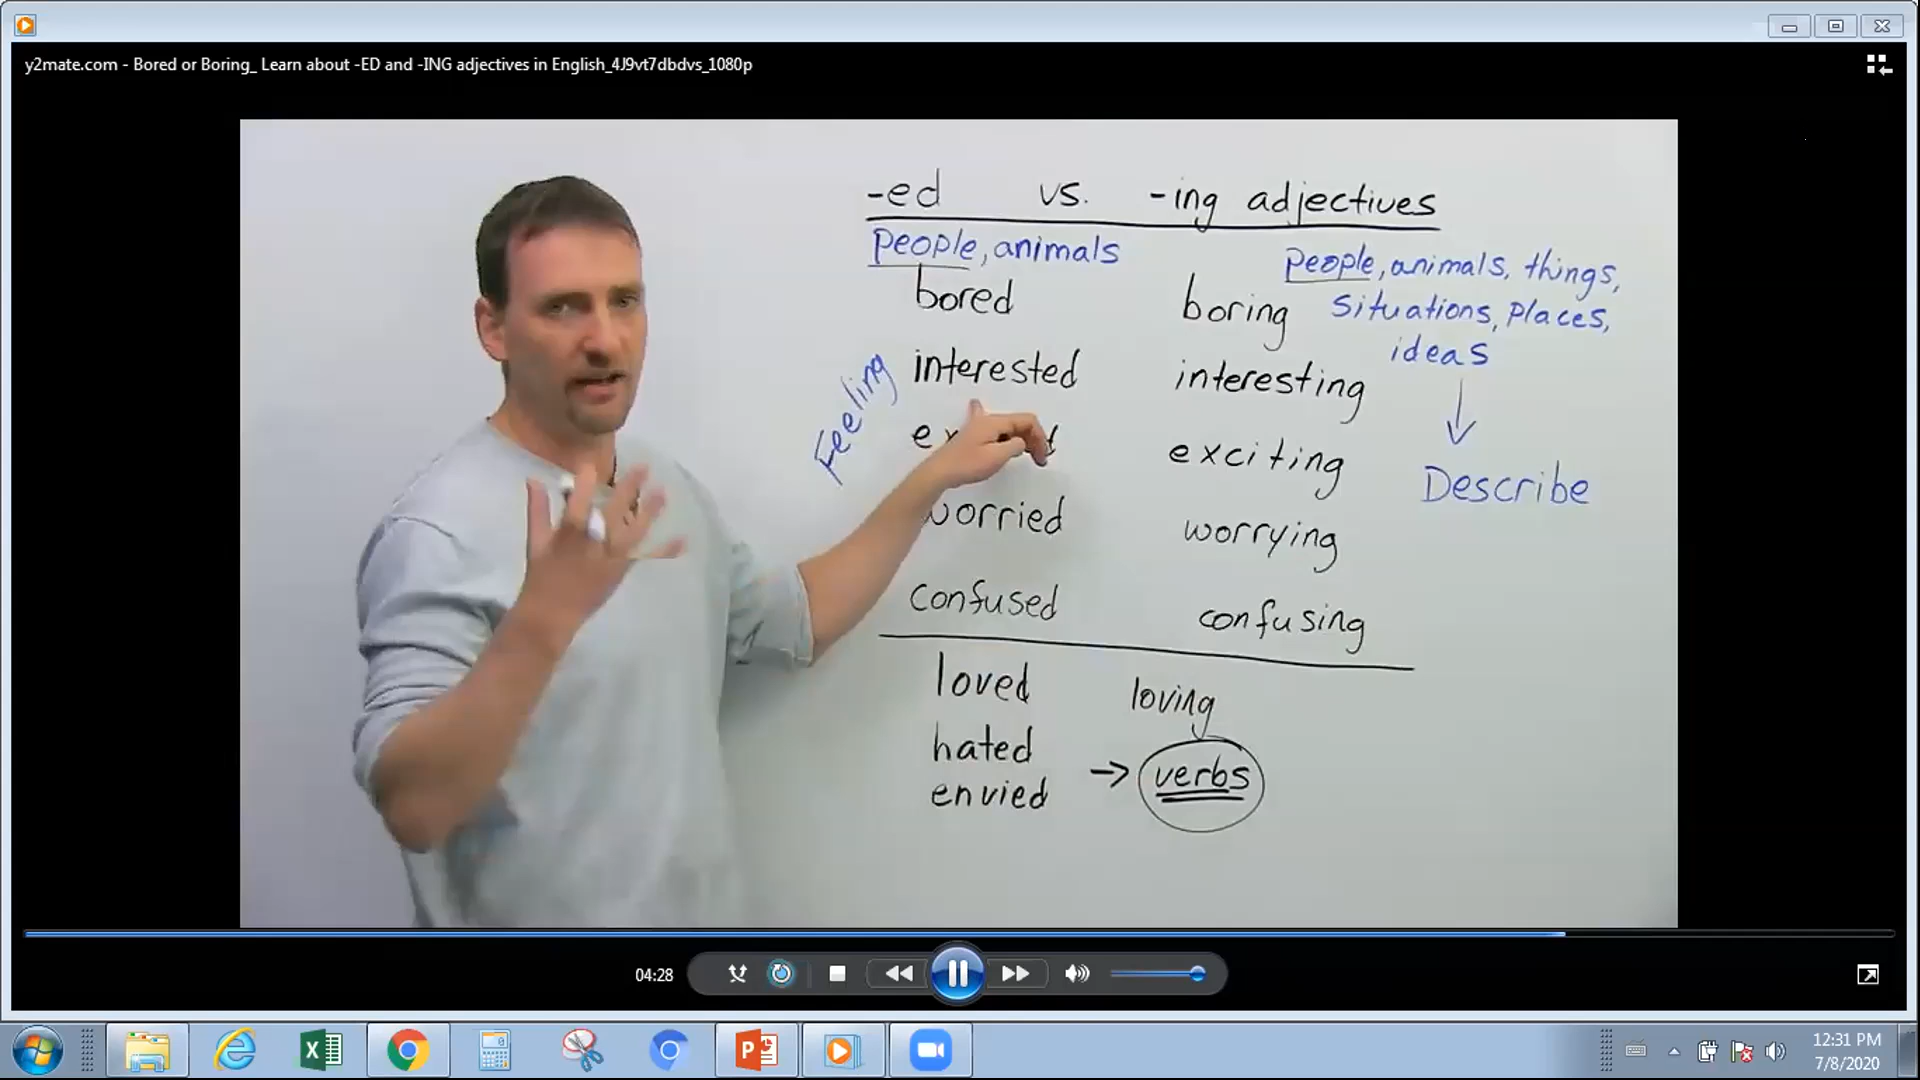 y2mate.com - Bored or Boring_ Learn about -ED and -ING adjectives in English_4J9vt7dbdvs_1080p
-ed vs. -ing adjectives
people, animals
people, animals, things,
situations, places,
ideas
bored boring
Feeling
interested interesting
exciting
Describe
worried worrying
confused confusing
loved loving
hated
envied → verbs
04:28
12:31 PM
7/8/2020